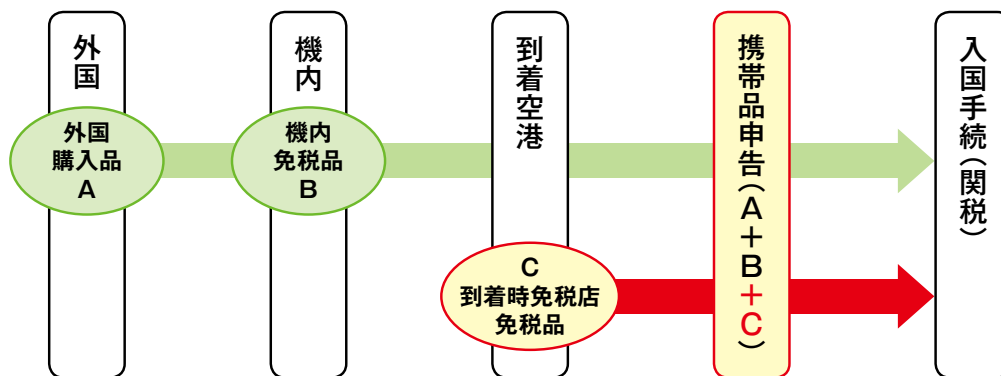 外国
外国
購入品
A
機内
機内
免税品
B
到着空港
C
到着時免税店
免税品
携帯品申告(A+B+C)
入国手続(関税)